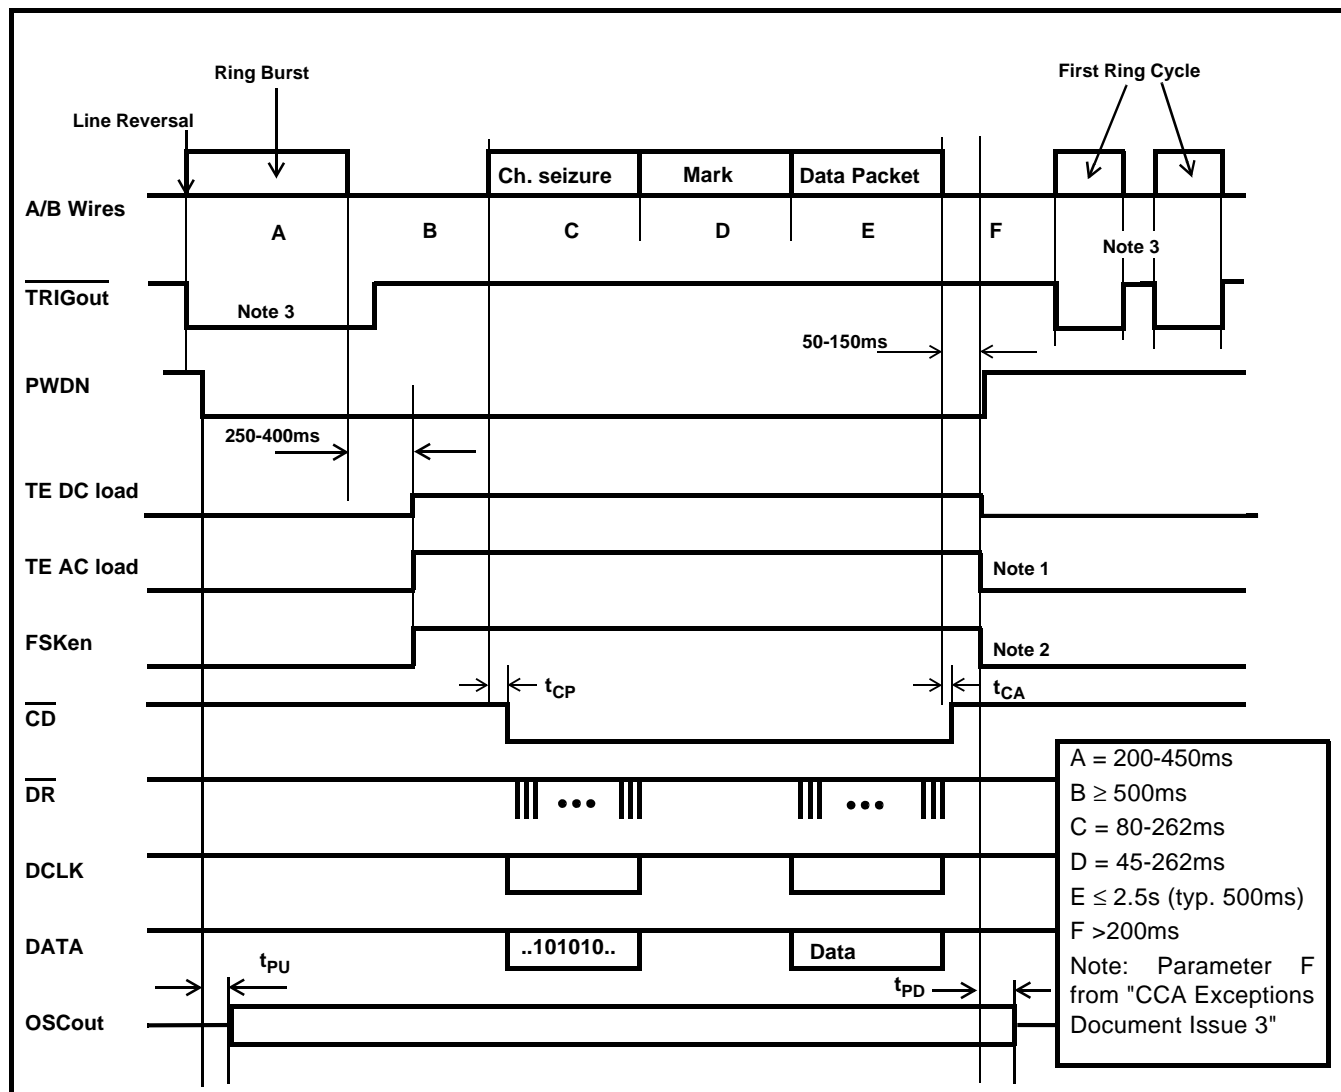 Ring Burst
First Ring Cycle
Line Reversal
Ch. seizure
Mark
Data Packet
A/B Wires
A
B
C
D
E
F
Note 3
TRIGout
Note 3
50-150ms
PWDN
250-400ms
TE DC load
TE AC load
Note 1
FSKen
Note 2
tCP
tCA
CD
A = 200-450ms
DR
B ≥ 500ms
C = 80-262ms
DCLK
D = 45-262ms
E ≤ 2.5s (typ. 500ms)
F >200ms
DATA
..101010..
Data
Note: Parameter F
from "CCA Exceptions
Document Issue 3"
tPU
tPD
OSCout